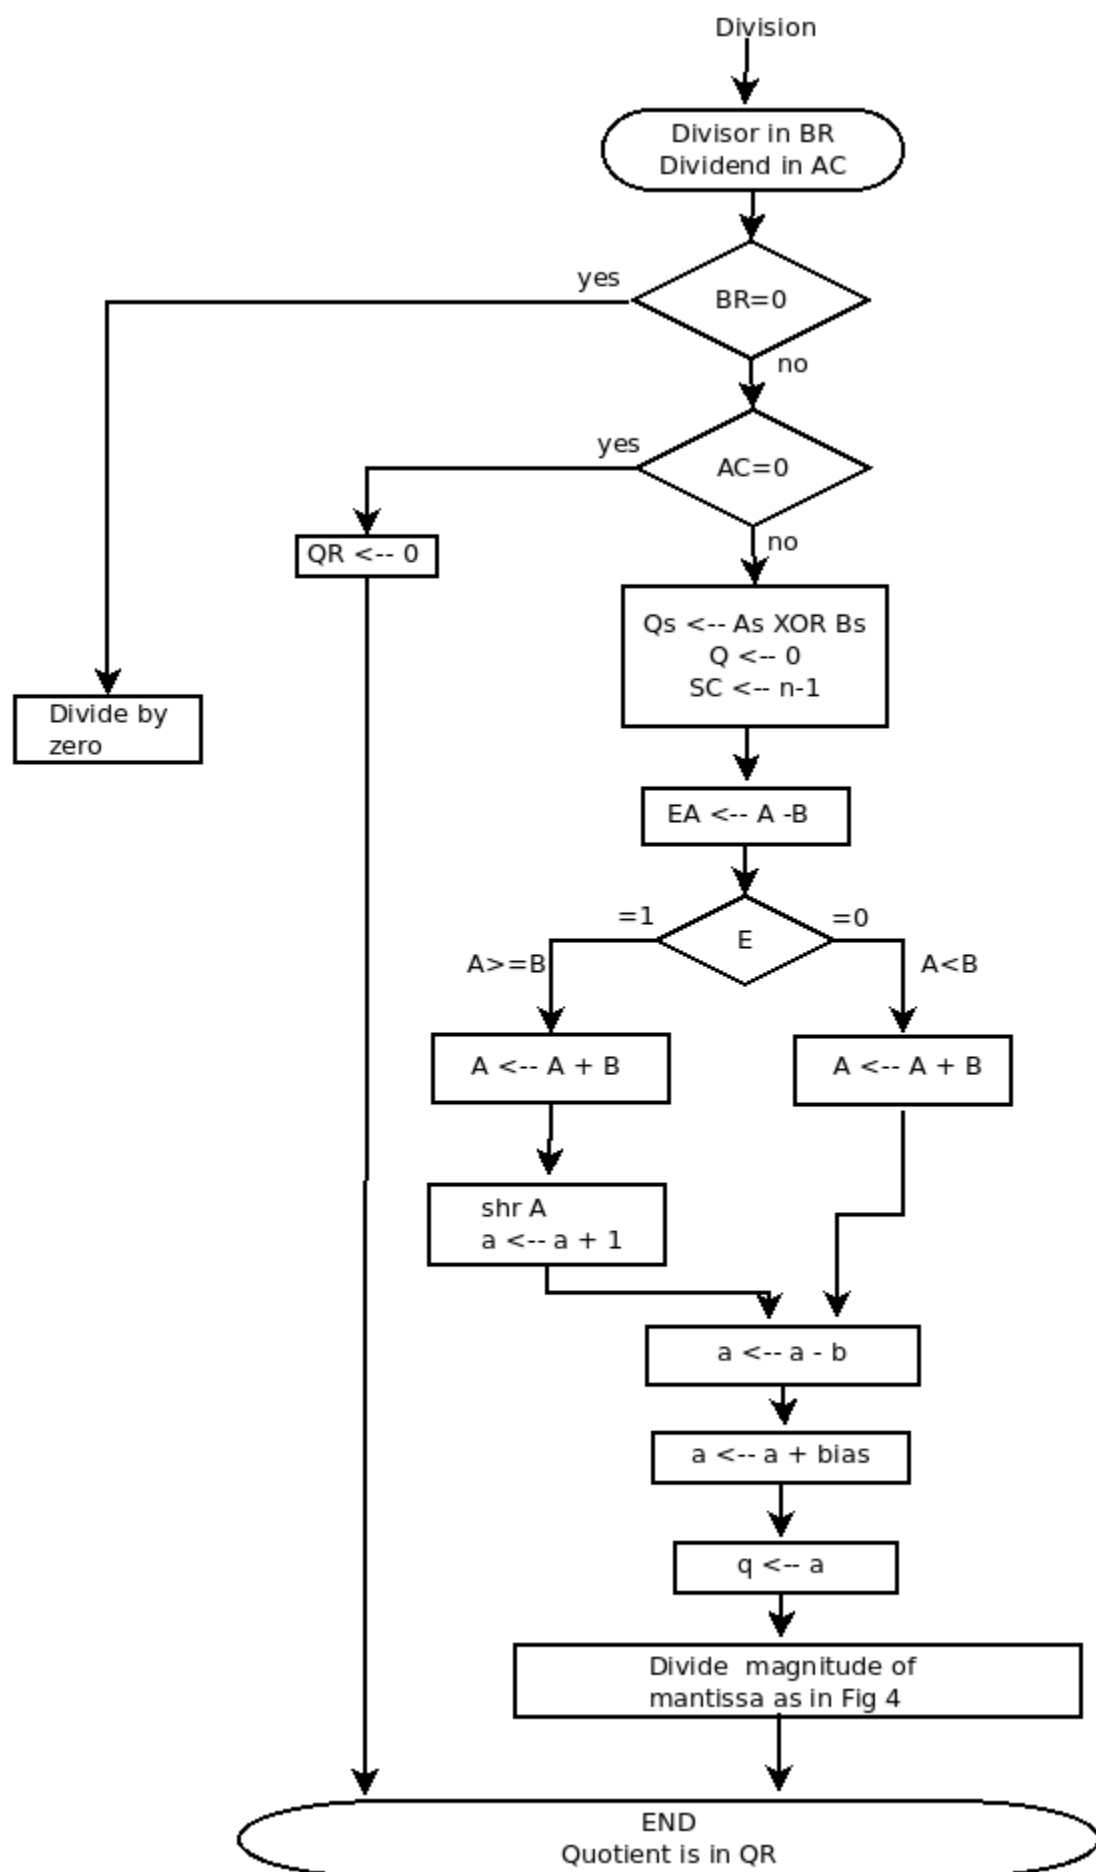 Division
Divisor in BR
Dividend in AC
yes
BR=0
no
yes
AC=0
no
QR <-- 0
Qs <-- As XOR Bs
Q <-- 0
SC <-- n-1
Divide by
zero
EA <-- A -B
=1
E
=0
A>=B
A<B
A <-- A + B
A <-- A + B
shr A
a <-- a + 1
a <-- a - b
a <-- a + bias
q <-- a
Divide  magnitude of
mantissa as in Fig 4
END
Quotient is in QR